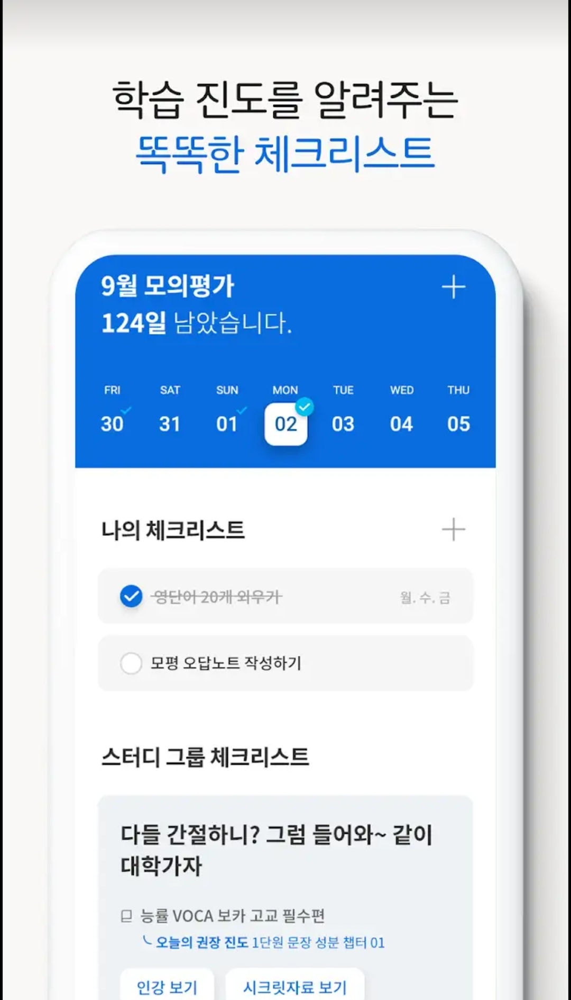 학습 진도를 알려주는
똑똑한 체크리스트
9월 모의평가
124일 남았습니다.
FRI SAT SUN MON TUE WED THU
30 31 01 02 03 04 05
나의 체크리스트
영단어 20개 외우기 월. 수. 금
모평 오답노트 작성하기
스터디 그룹 체크리스트
다들 간절하니? 그럼 들어와~ 같이
대학가자
능률 VOCA 보카 고교 필수편
오늘의 권장 진도 1단원 문장 성분 챕터 01
인강 보기 시크릿자료 보기